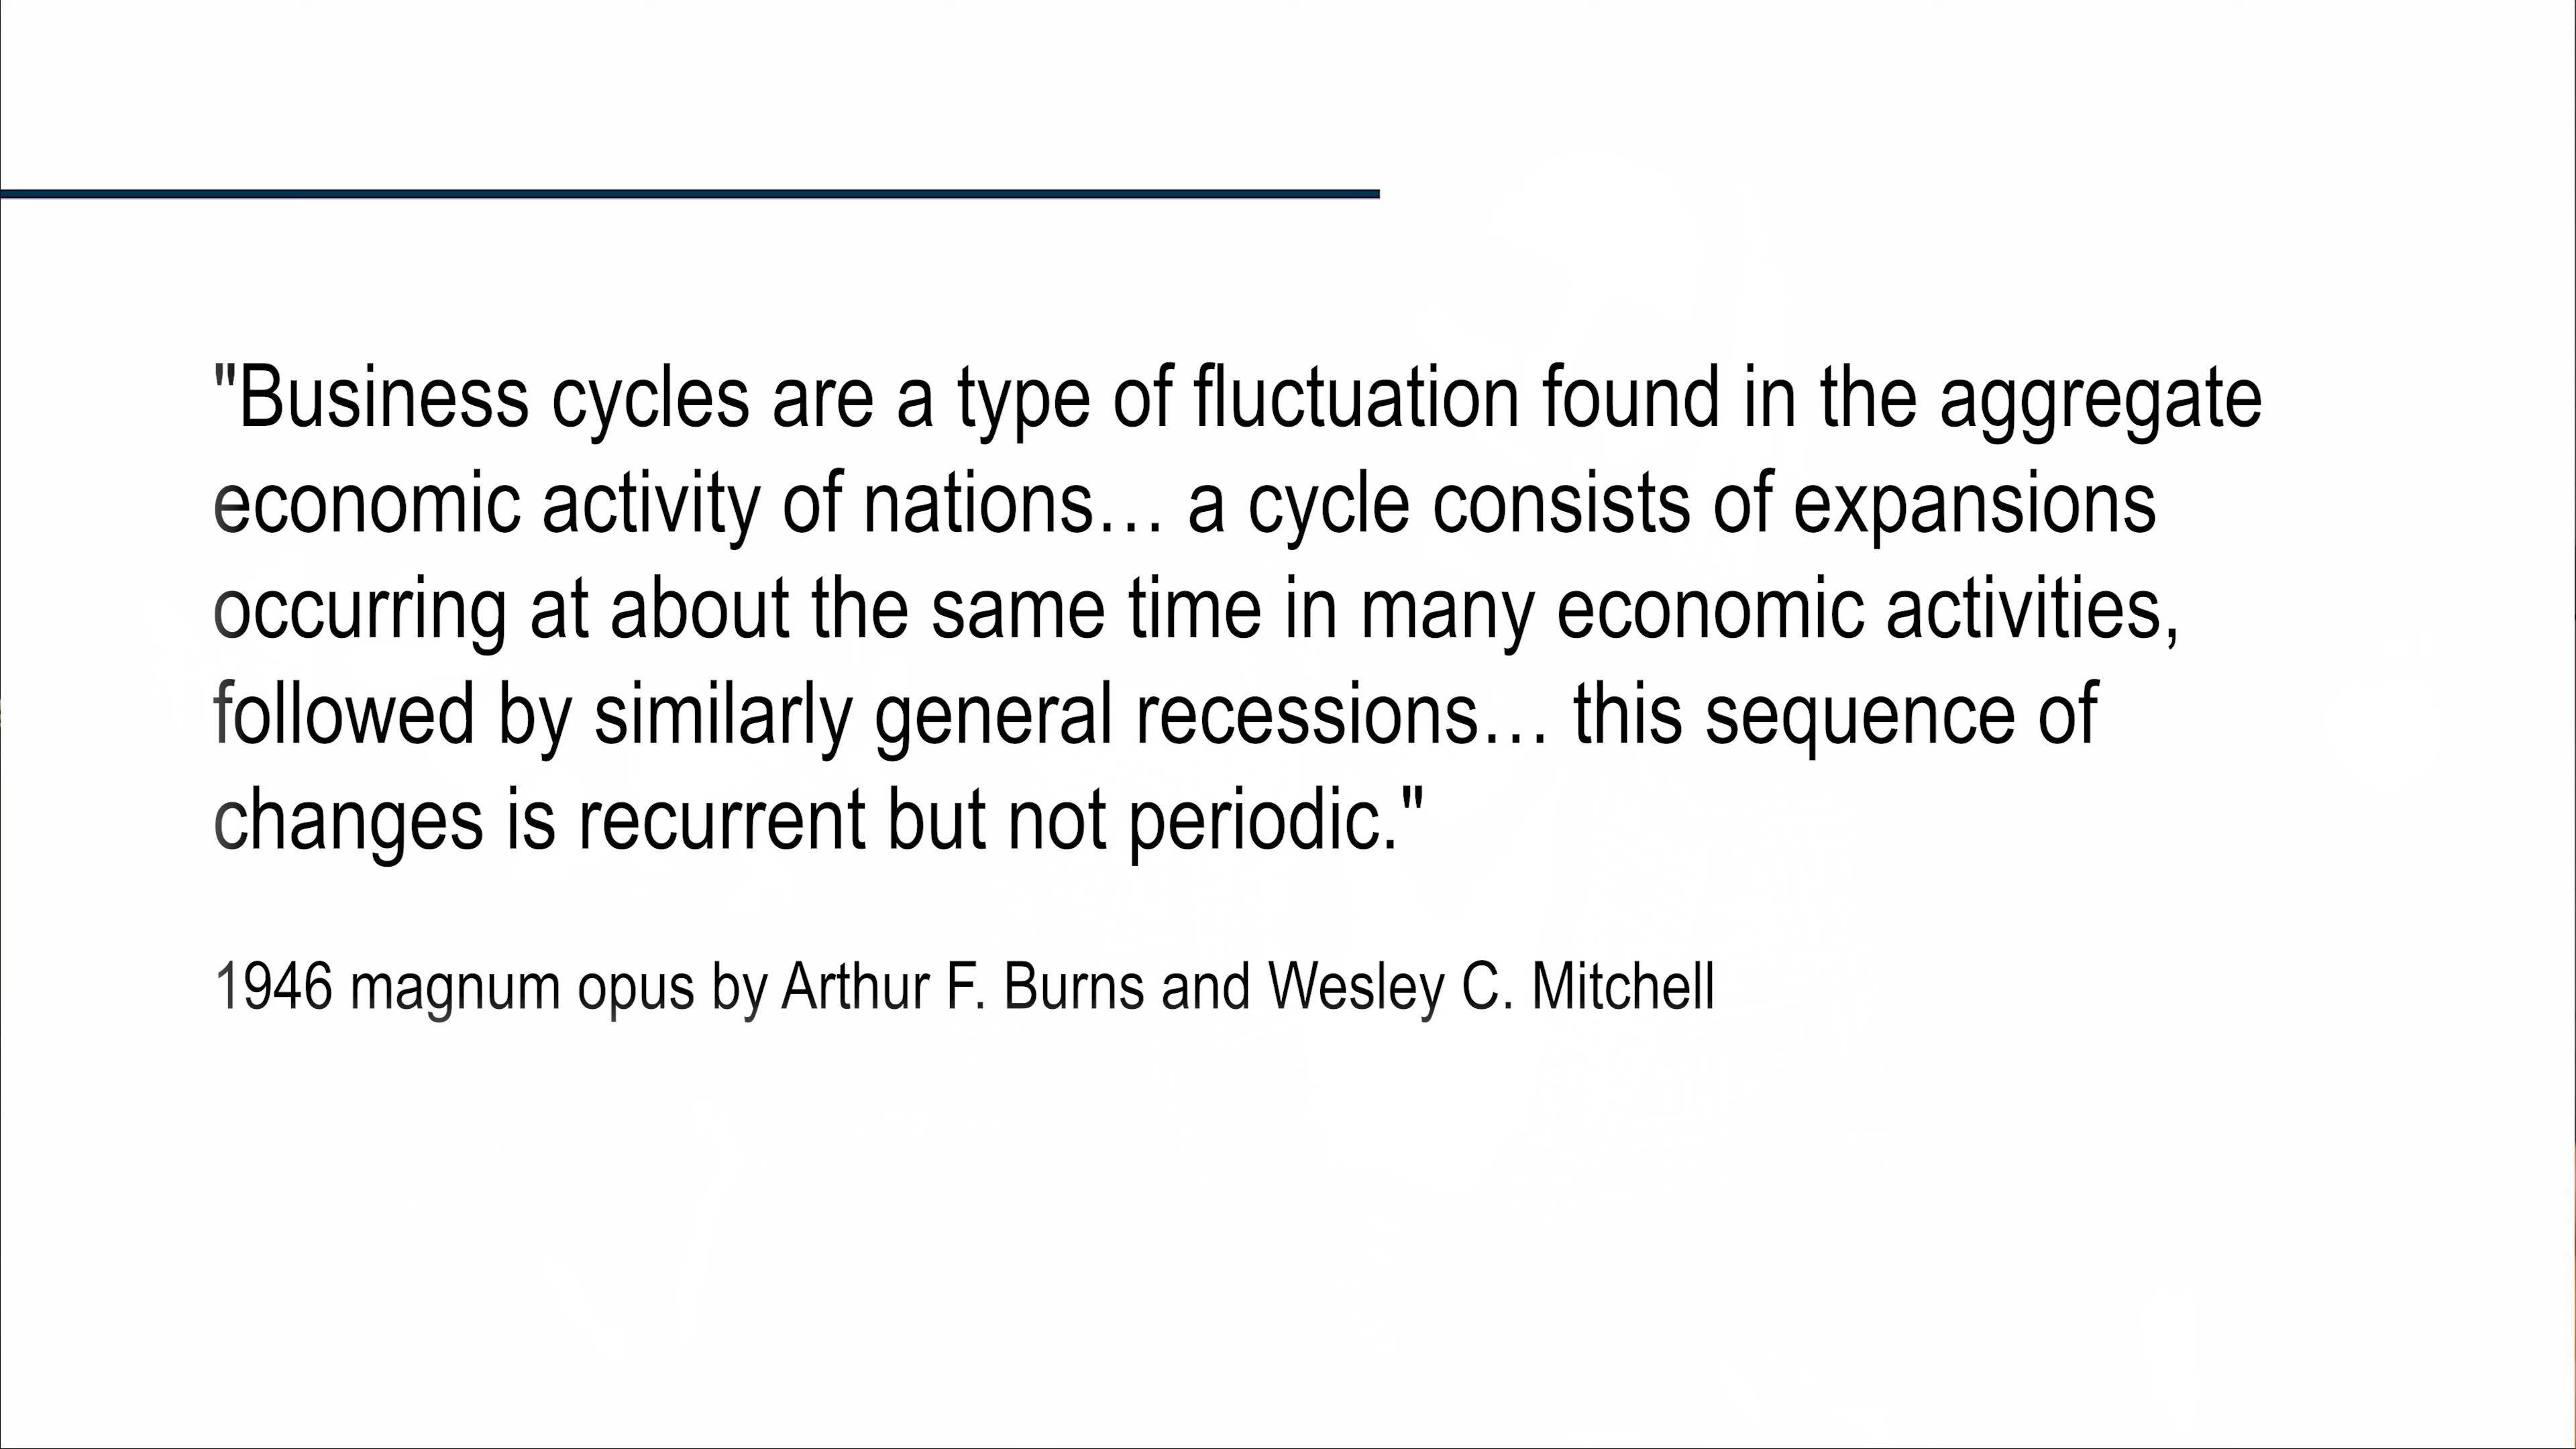 "Business cycles are a type of fluctuation found in the aggregate
economic activity of nations… a cycle consists of expansions
occurring at about the same time in many economic activities,
followed by similarly general recessions… this sequence of
changes is recurrent but not periodic."
1946 magnum opus by Arthur F. Burns and Wesley C. Mitchell